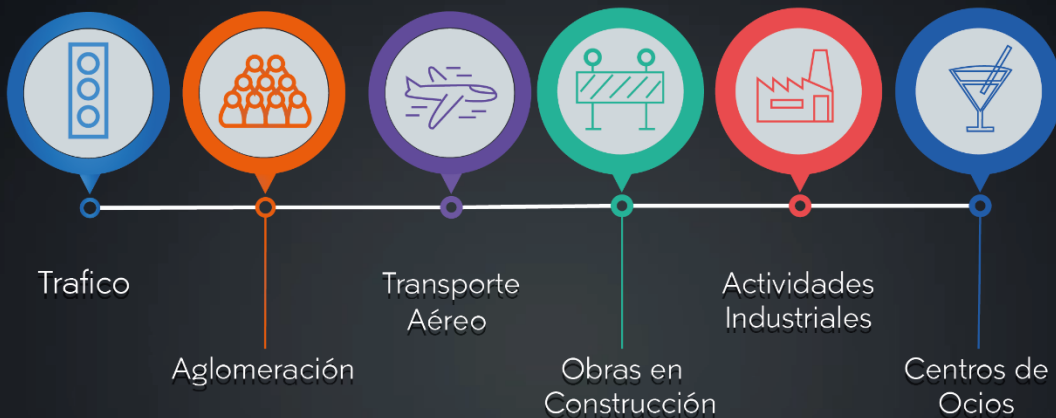 Trafico
Aglomeración
Transporte
Aéreo
Obras en
Construcción
Actividades
Industriales
Centros de
Ocios